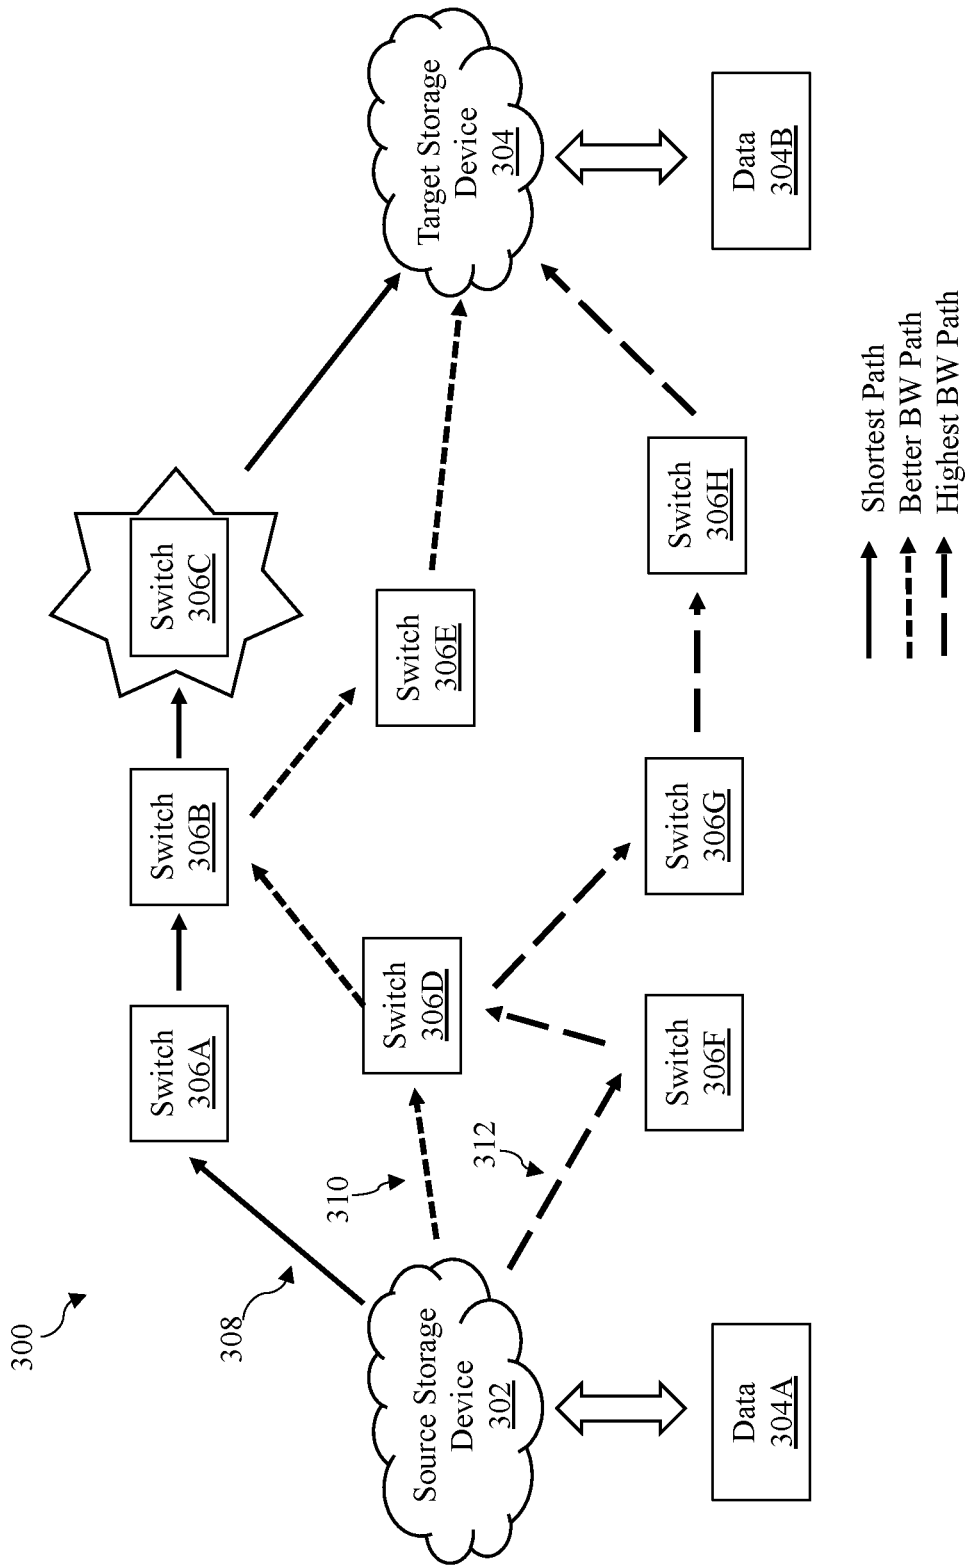 300
308
310
312
Source Storage
Device
302
Data
304A
Switch
306A
Switch
306B
Switch
306C
Switch
306D
Switch
306E
Switch
306F
Switch
306G
Switch
306H
Target Storage
Device
304
Data
304B
Shortest Path
Better BW Path
Highest BW Path